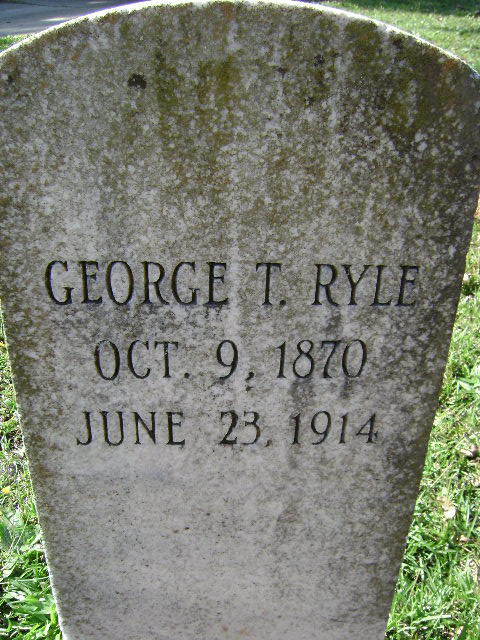 GEORGE T. RYLE
OCT. 9, 1870
JUNE 23, 1914